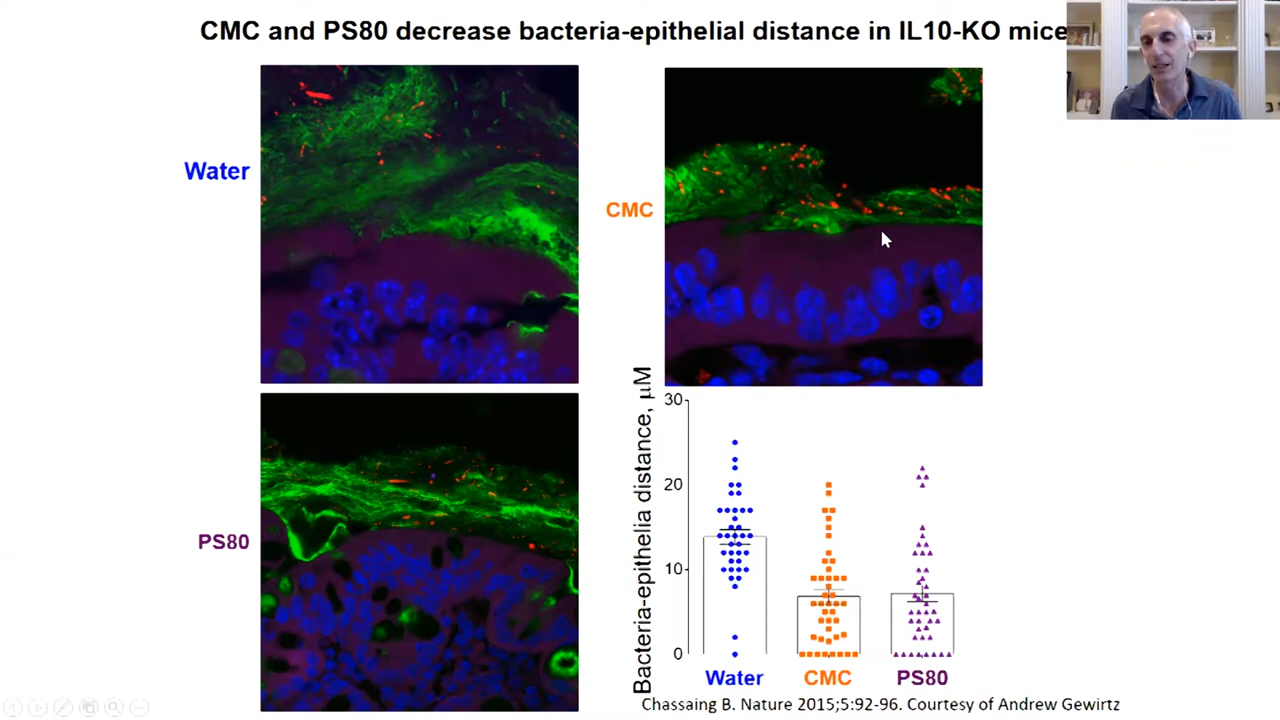 CMC and PS80 decrease bacteria-epithelial distance in IL10-KO mice
Water
CMC
PS80
Bacteria-epithelia distance, µM
30
20
10
0
Water CMC PS80
Chassaing B. Nature 2015;5:92-96. Courtesy of Andrew Gewirtz